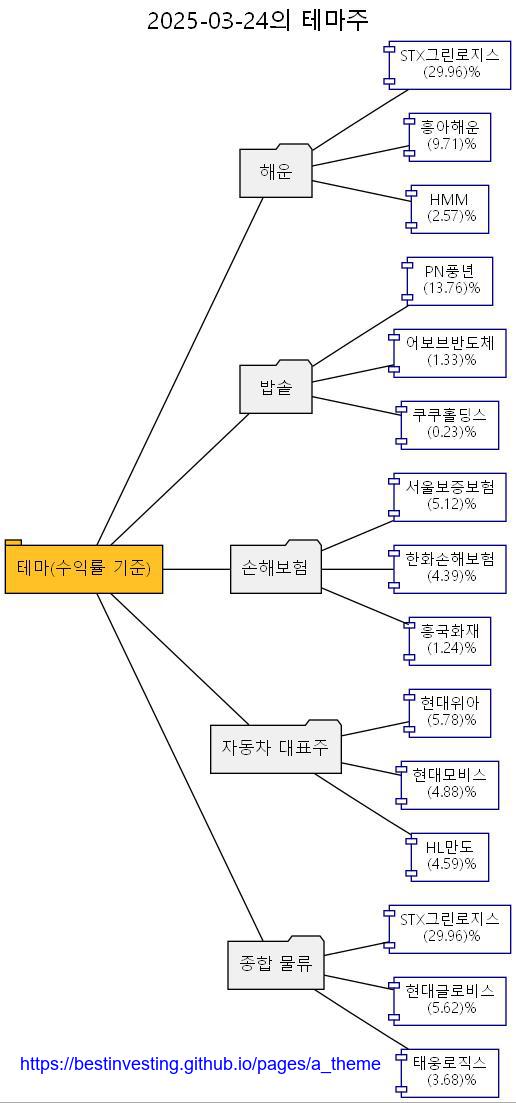 2025-03-24의 테마주
STX그린로지스
(29.96)%
흥아해운
(9.71)%
해운
HMM
(2.57)%
PN풍년
(13.76)%
어보브반도체
(1.33)%
밥솥
쿠쿠홀딩스
(0.23)%
서울보증보험
(5.12)%
테마(수익률 기준)
손해보험
한화손해보험
(4.39)%
흥국화재
(1.24)%
현대위아
(5.78)%
자동차 대표주
현대모비스
(4.88)%
HL만도
(4.59)%
STX그린로지스
(29.96)%
종합 물류
현대글로비스
(5.62)%
태웅로직스
(3.68)%
https://bestinvesting.github.io/pages/a_theme